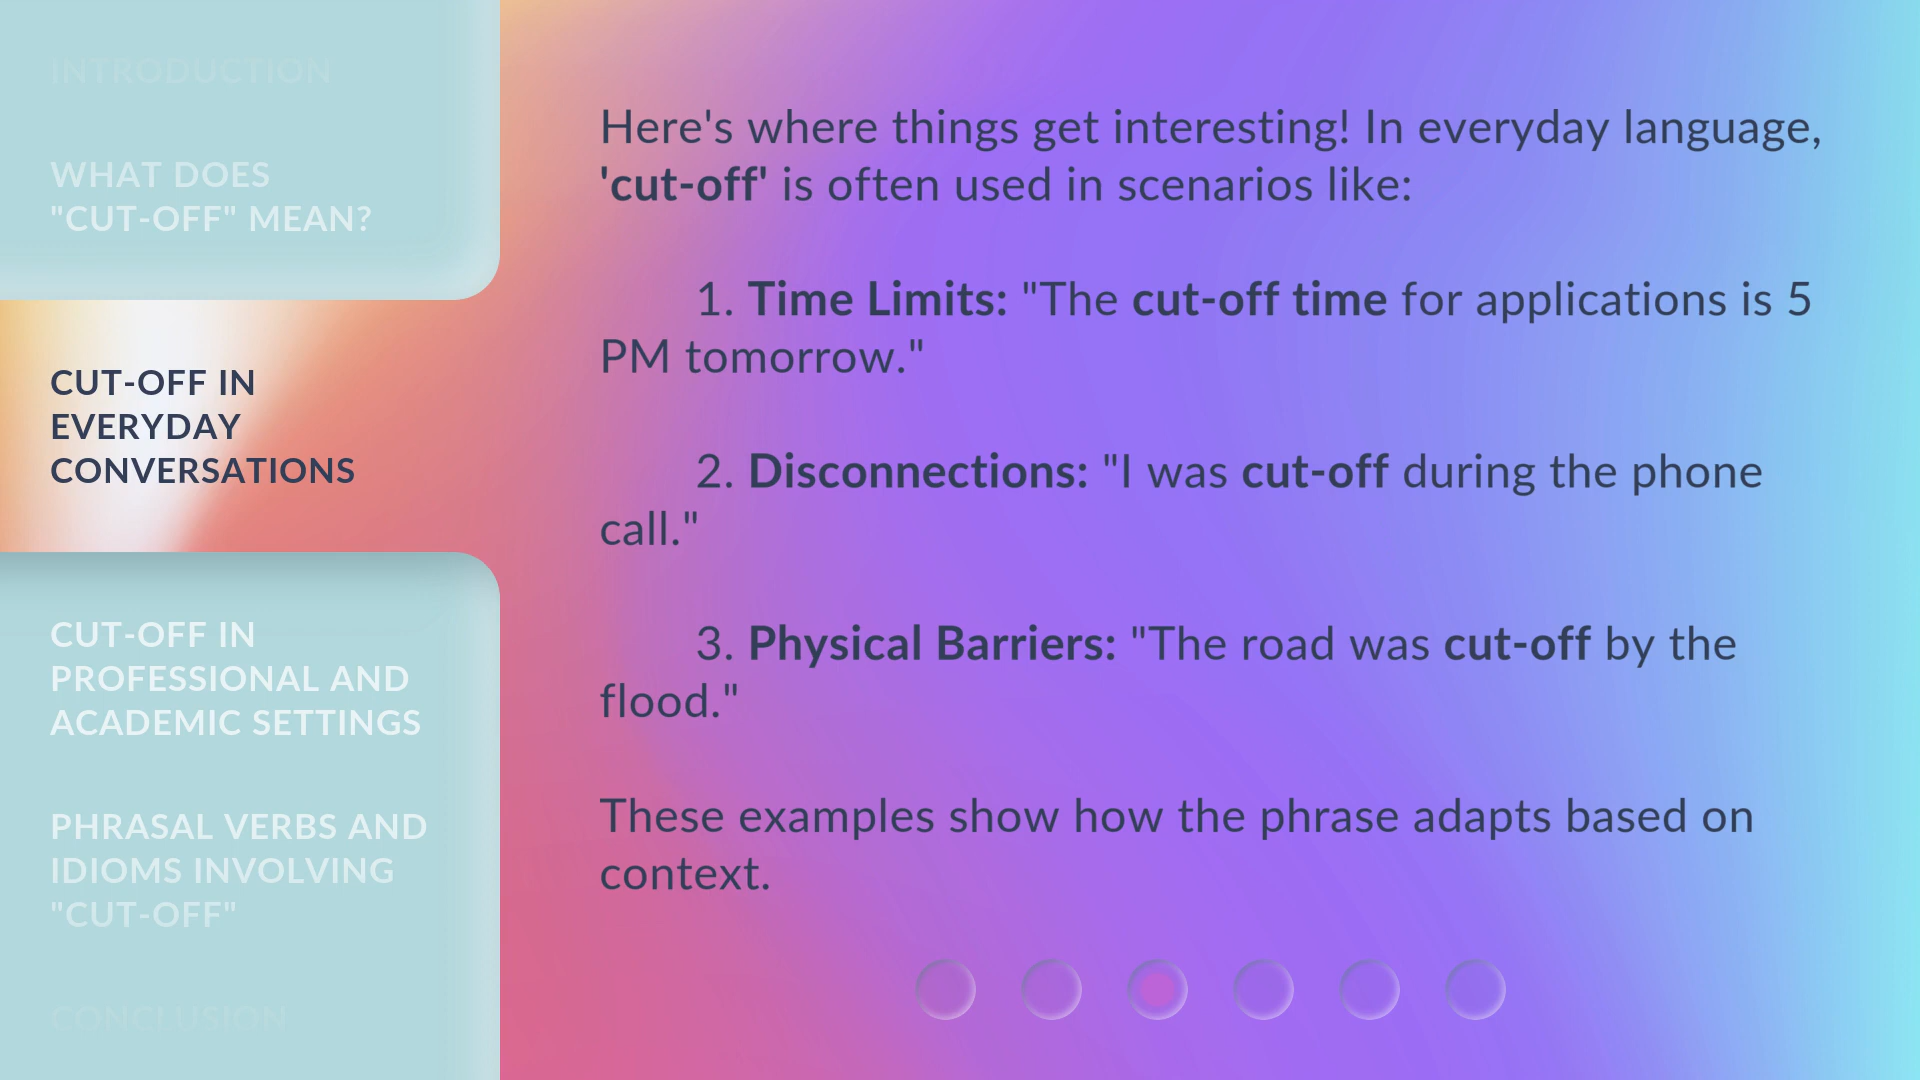 INTRODUCTION
WHAT DOES
"CUT-OFF" MEAN?
CUT-OFF IN
EVERYDAY
CONVERSATIONS
CUT-OFF IN
PROFESSIONAL AND
ACADEMIC SETTINGS
PHRASAL VERBS AND
IDIOMS INVOLVING
"CUT-OFF"
CONCLUSION
Here's where things get interesting! In everyday language,
'cut-off' is often used in scenarios like:
1. Time Limits: "The cut-off time for applications is 5
PM tomorrow."
2. Disconnections: "I was cut-off during the phone
call."
3. Physical Barriers: "The road was cut-off by the
flood."
These examples show how the phrase adapts based on
context.